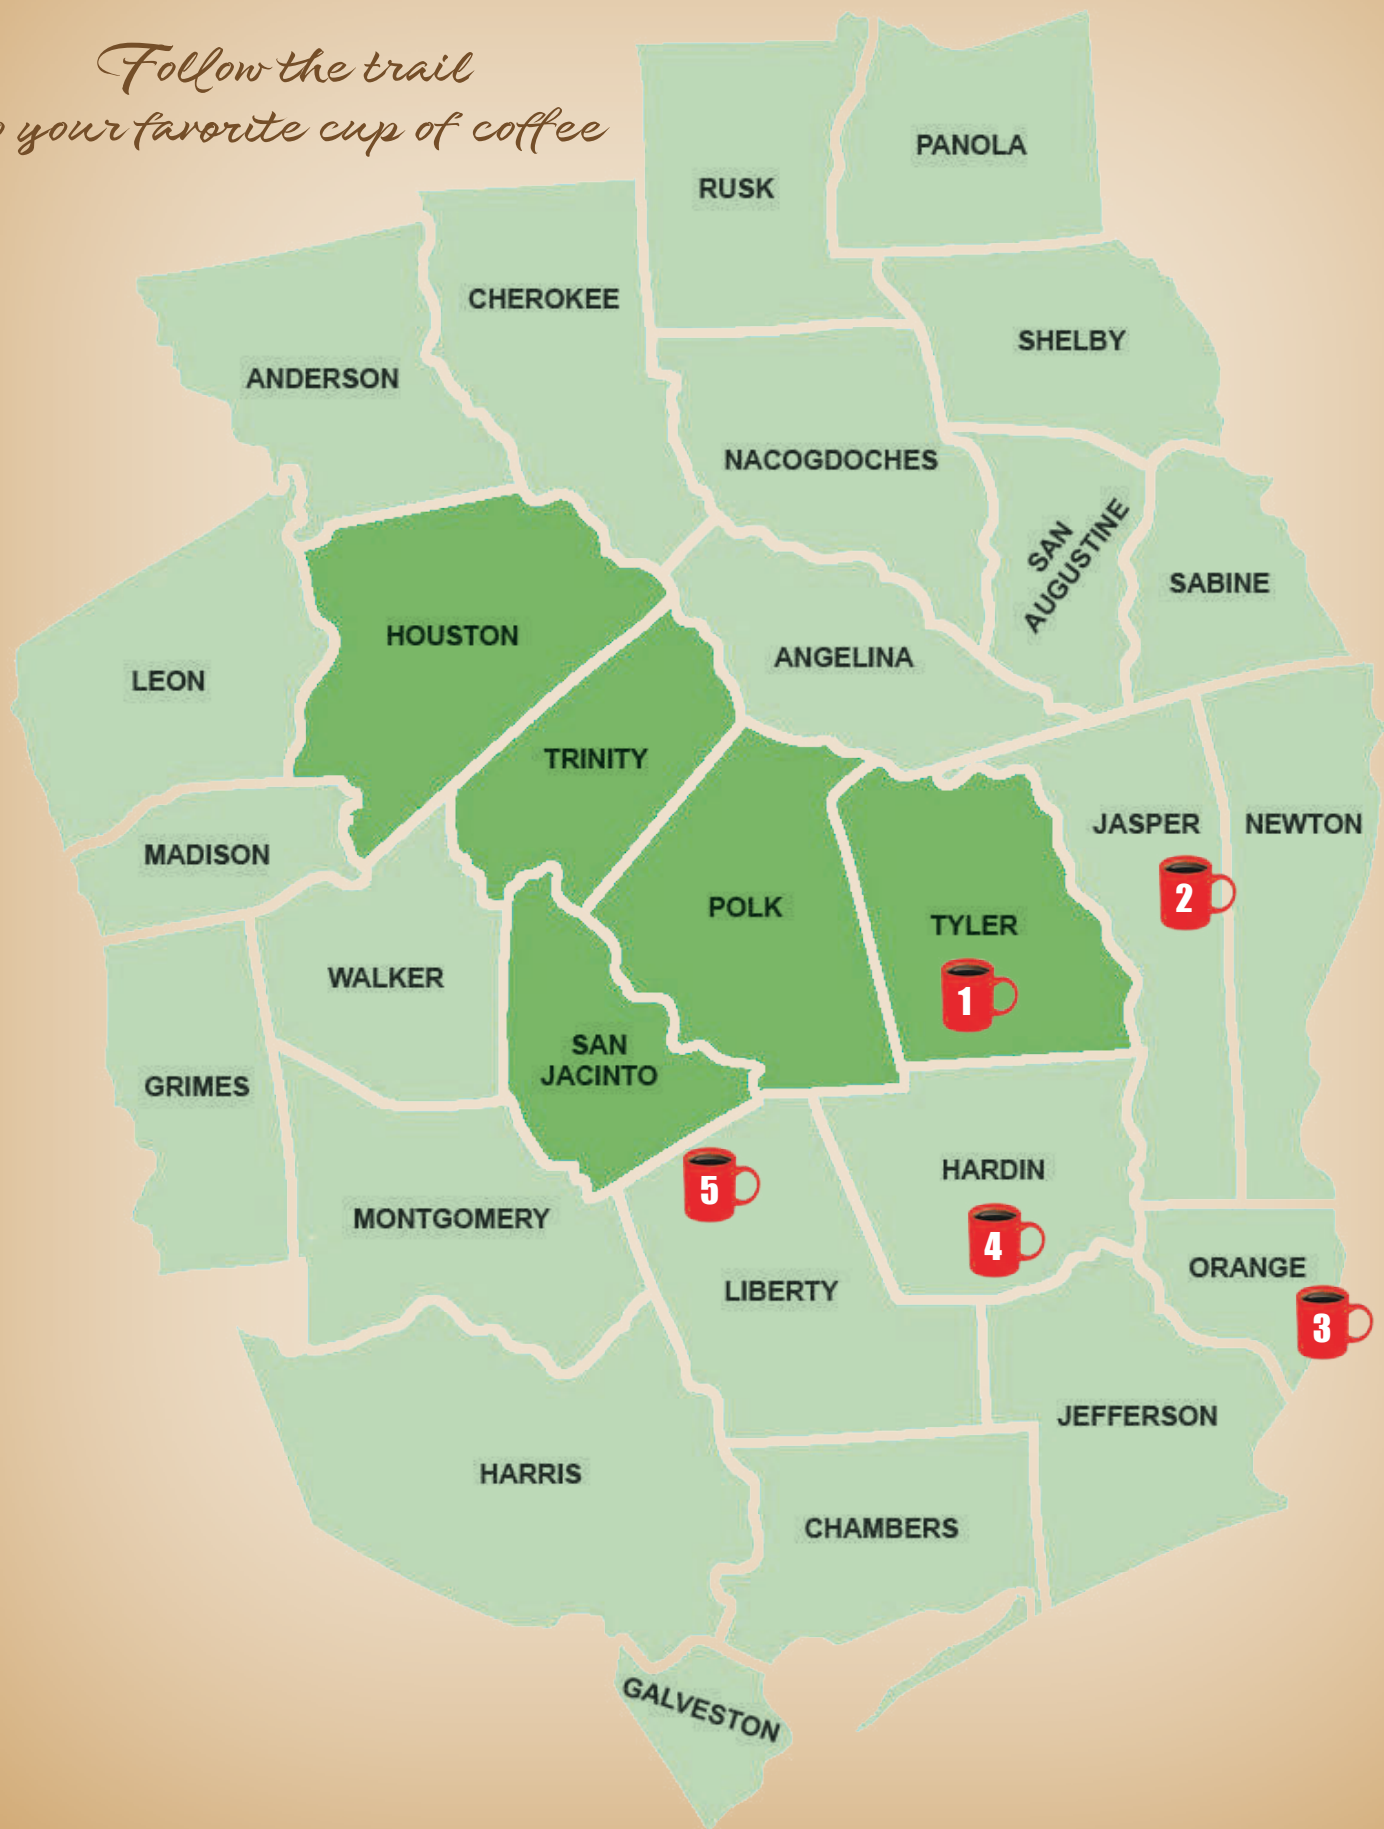 Follow the trail
your favorite cup of coffee
PANOLA
RUSK
CHEROKEE
SHELBY
ANDERSON
NACOGDOCHES
SAN
AUGUSTINE
SABINE
HOUSTON
ANGELINA
LEON
TRINITY
JASPER
NEWTON
MADISON
2
POLK
TYLER
WALKER
1
SAN
JACINTO
GRIMES
HARDIN
5
MONTGOMERY
4
ORANGE
LIBERTY
3
JEFFERSON
HARRIS
CHAMBERS
GALVESTON